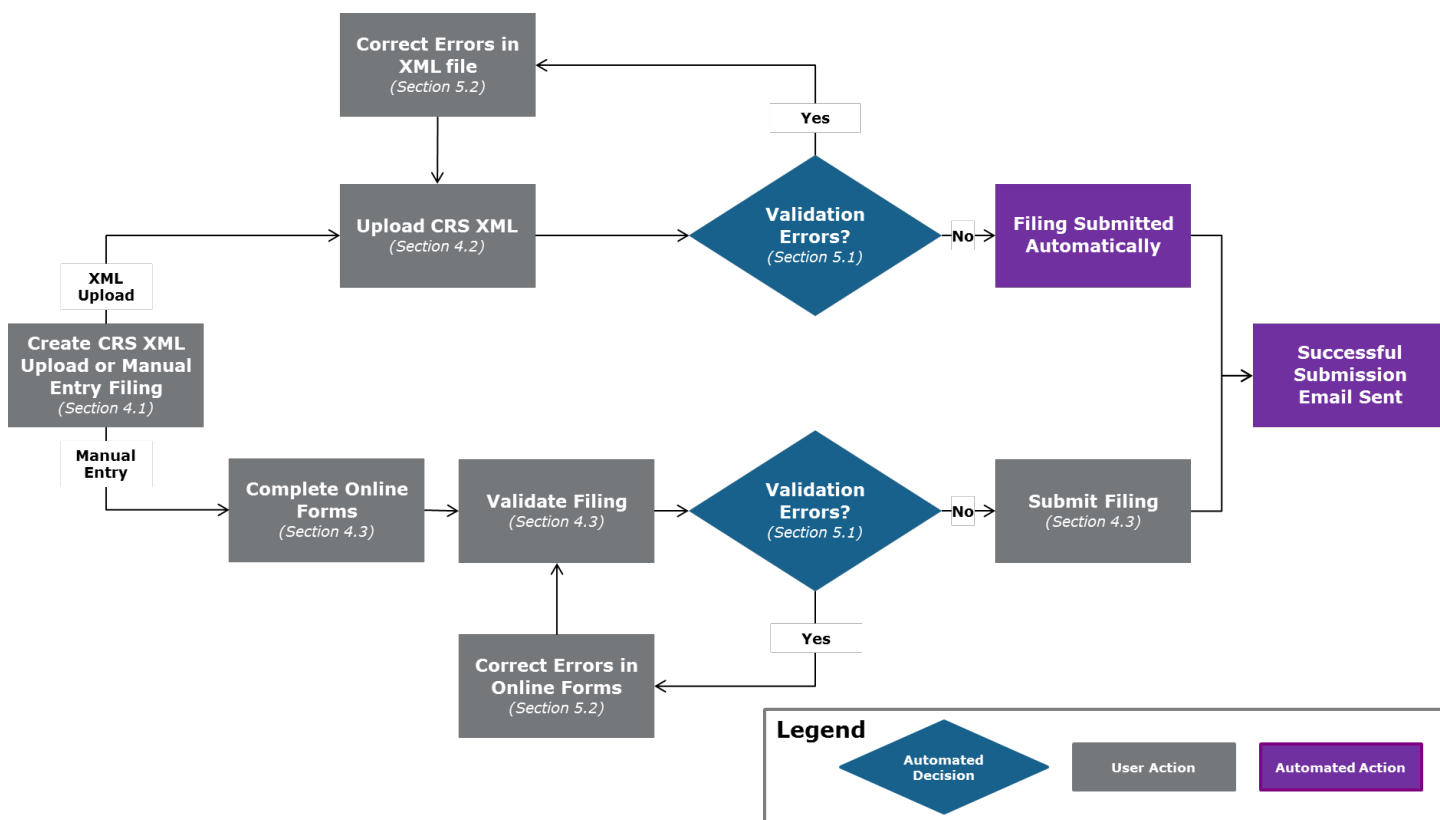 Correct Errors in
XML file
(Section 5.2)
Yes
Upload CRS XML
(Section 4.2)
Validation
Errors?
(Section 5.1)
No
Filing Submitted
Automatically
XML
Upload
Create CRS XML
Upload or Manual
Entry Filing
(Section 4.1)
Successful
Submission
Email Sent
Manual
Entry
Complete Online
Forms
(Section 4.3)
Validate Filing
(Section 4.3)
Validation
Errors?
(Section 5.1)
No
Submit Filing
(Section 4.3)
Yes
Correct Errors in
Online Forms
(Section 5.2)
Legend
Automated
Decision
User Action
Automated Action